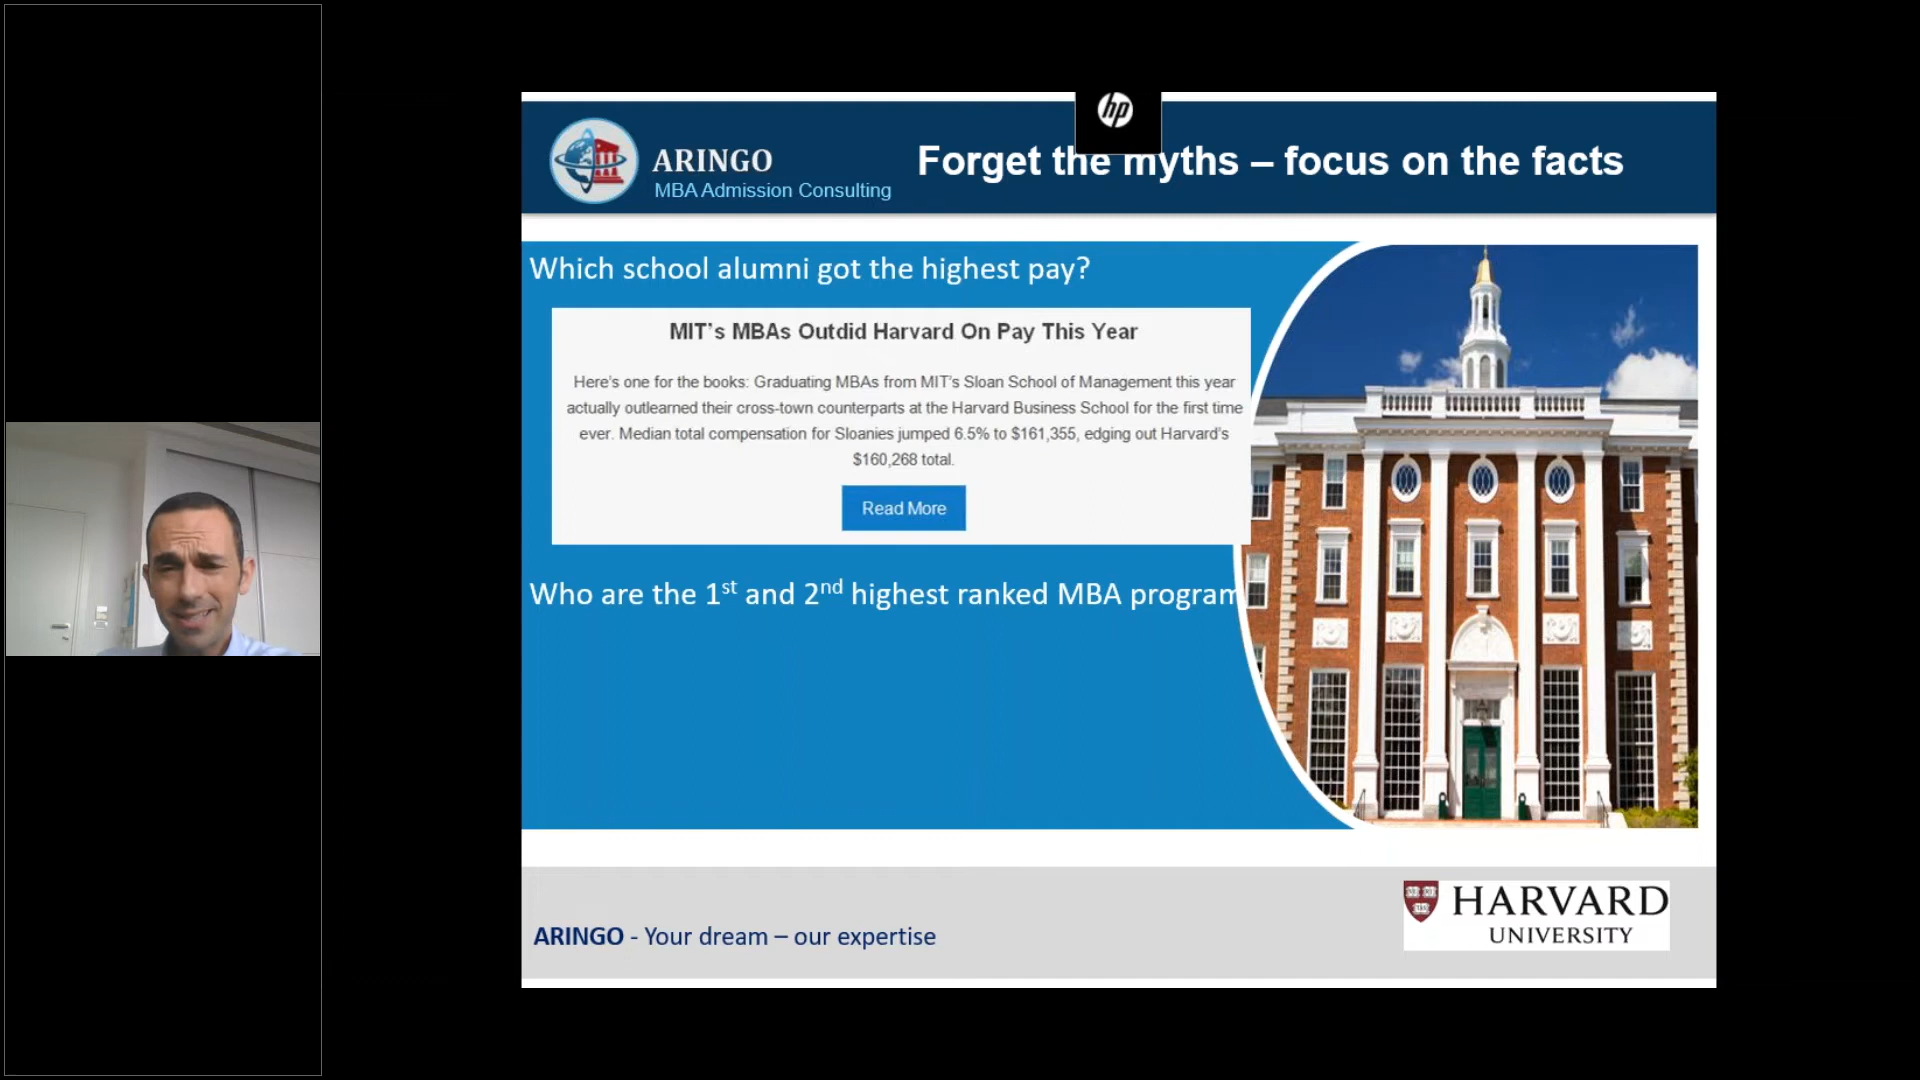 hp
ARINGO
MBA Admission Consulting
Forget the myths – focus on the facts
Which school alumni got the highest pay?
MIT's MBAs Outdid Harvard On Pay This Year
Here's one for the books: Graduating MBAs from MIT's Sloan School of Management this year
actually outlearned their cross-town counterparts at the Harvard Business School for the first time
ever. Median total compensation for Sloanies jumped 6.5% to $161,355, edging out Harvard's
$160,268 total.
Read More
Who are the 1st and 2nd highest ranked MBA program
ARINGO - Your dream – our expertise
HARVARD
UNIVERSITY